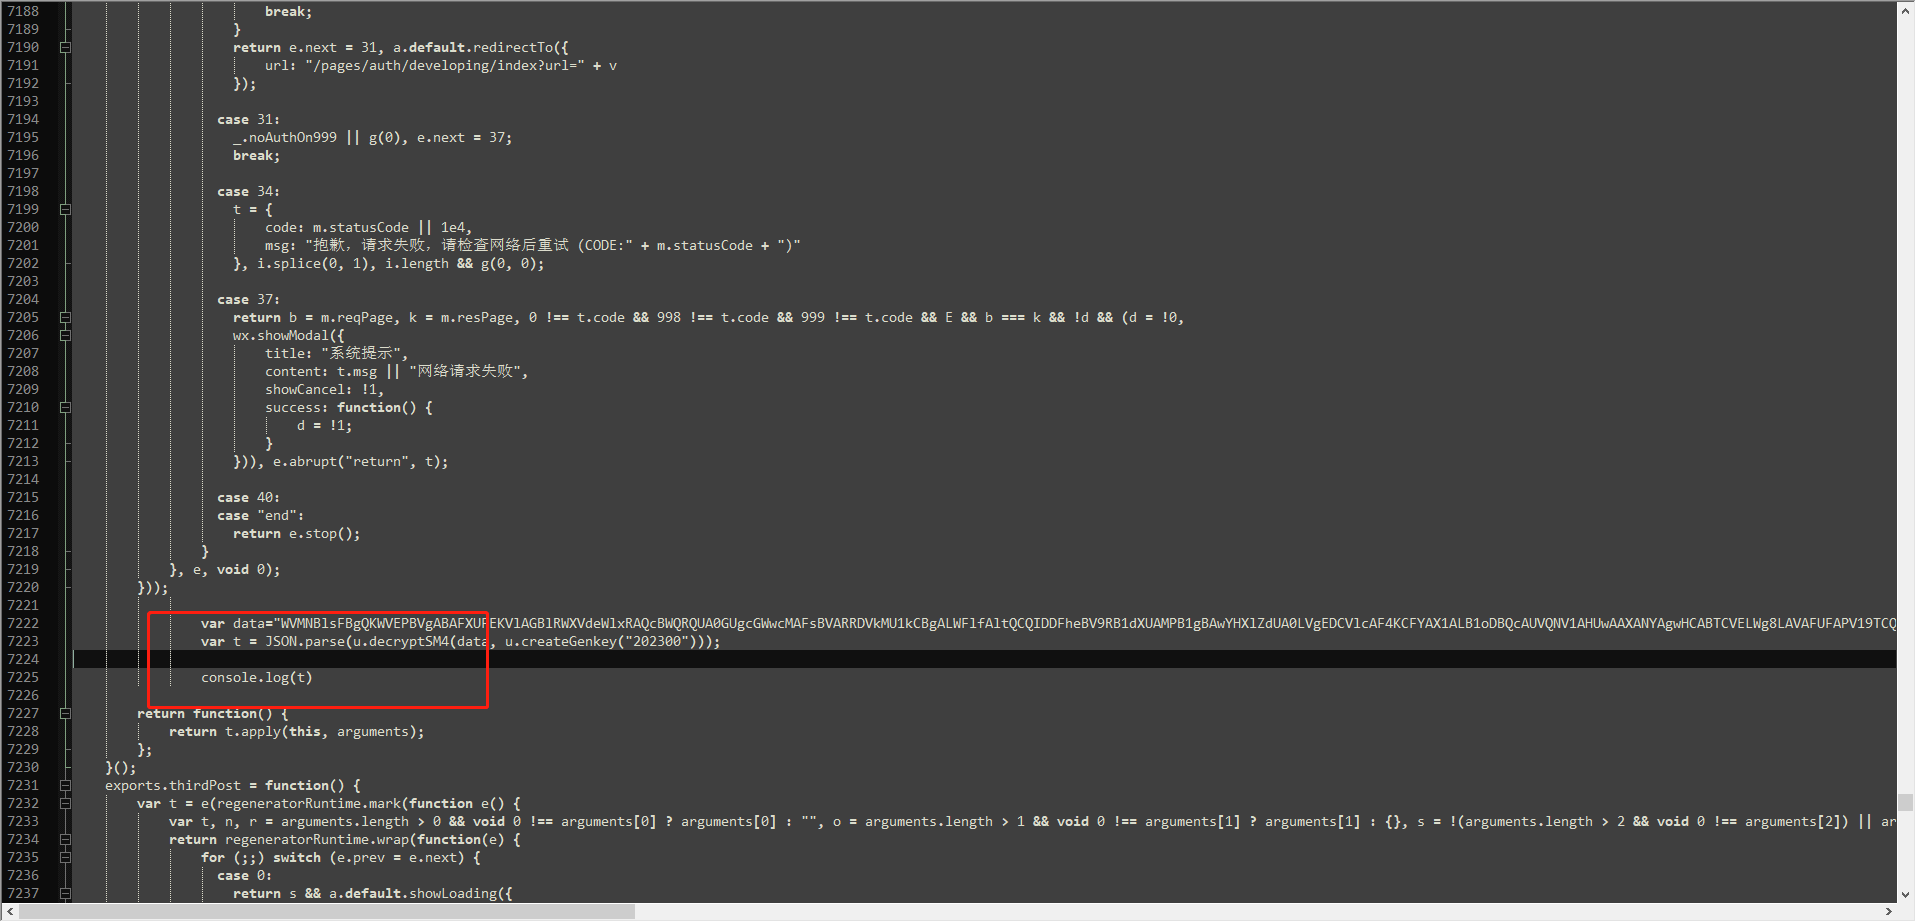 7188 break;
7189 }
7190 return e.next = 31, a.default.redirectTo({
7191 url: "/pages/auth/developing/index?url=" + v
7192 });
7193
7194 case 31:
7195 _.noAuthOn999 || g(0), e.next = 37;
7196 break;
7197
7198 case 34:
7199 t = {
7200 code: m.statusCode || 1e4,
7201 msg: "抱歉，请求失败，请检查网络后重试 (CODE:" + m.statusCode + ")"
7202 }, i.splice(0, 1), i.length && g(0, 0);
7203
7204 case 37:
7205 return b = m.reqPage, k = m.resPage, 0 !== t.code && 998 !== t.code && 999 !== t.code && E && b === k && !d && (d = !0,
7206 wx.showModal({
7207 title: "系统提示",
7208 content: t.msg || "网络请求失败",
7209 showCancel: !1,
7210 success: function() {
7211 d = !1;
7212 }
7213 })), e.abrupt("return", t);
7214
7215 case 40:
7216 case "end":
7217 return e.stop();
7218 }
7219 }, e, void 0);
7220 }));
7221
7222 var data="
7223 var t = JSON.parse(u.decryptSM4(data, u.createGenkey("202300")));
7224
7225 console.log(t)
7226
7227 return function() {
7228 return t.apply(this, arguments);
7229 };
7230 }();
7231 exports.thirdPost = function() {
7232 var t = e(regeneratorRuntime.mark(function e() {
7233 var t, n, r = arguments.length > 0 && void 0 !== arguments[0] ? arguments[0] : "", o = arguments.length > 1 && void 0 !== arguments[1] ? arguments[1] : {}, s = !(arguments.length > 2 && void 0 !== arguments[2]) || ar
7234 return regeneratorRuntime.wrap(function(e) {
7235 for (;;) switch (e.prev = e.next) {
7236 case 0:
7237 return s && a.default.showLoading({